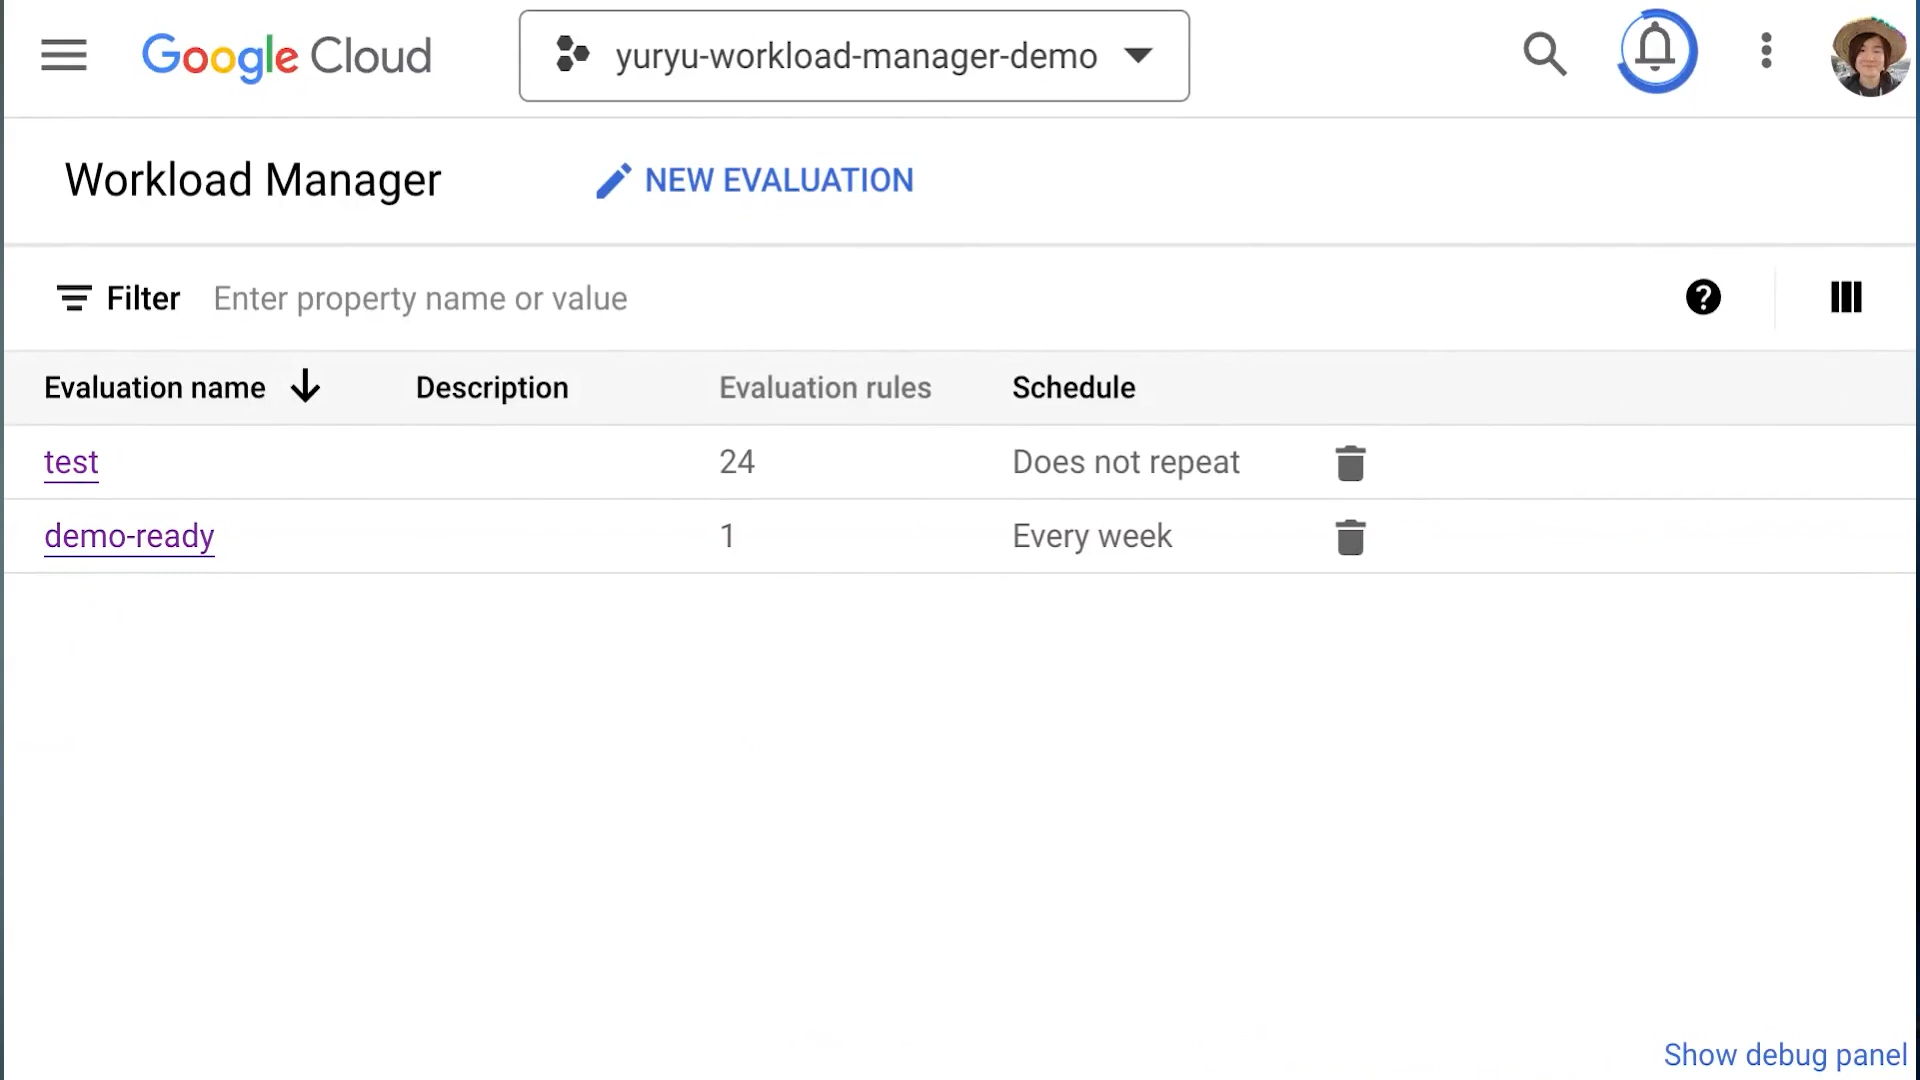 Google Cloud yuryu-workload-manager-demo
Workload Manager NEW EVALUATION
Filter Enter property name or value
Evaluation name Description Evaluation rules Schedule
test 24 Does not repeat
demo-ready 1 Every week
Show debug panel